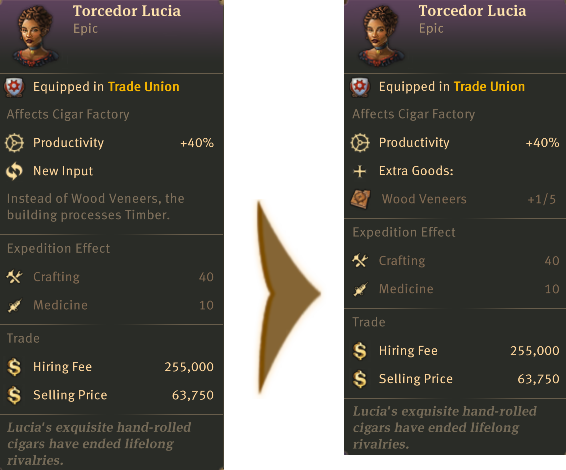 Torcedor Lucia
Epic
Equipped in Trade Union
Affects Cigar Factory
Productivity +40%
New Input
Instead of Wood Veneers, the
building processes Timber.
Expedition Effect
Crafting 40
Medicine 10
Trade
Hiring Fee 255,000
Selling Price 63,750
Lucia's exquisite hand-rolled
cigars have ended lifelong
rivalries.
Torcedor Lucia
Epic
Equipped in Trade Union
Affects Cigar Factory
Productivity +40%
Extra Goods:
Wood Veneers +1/5
Expedition Effect
Crafting 40
Medicine 10
Trade
Hiring Fee 255,000
Selling Price 63,750
Lucia's exquisite hand-rolled
cigars have ended lifelong
rivalries.